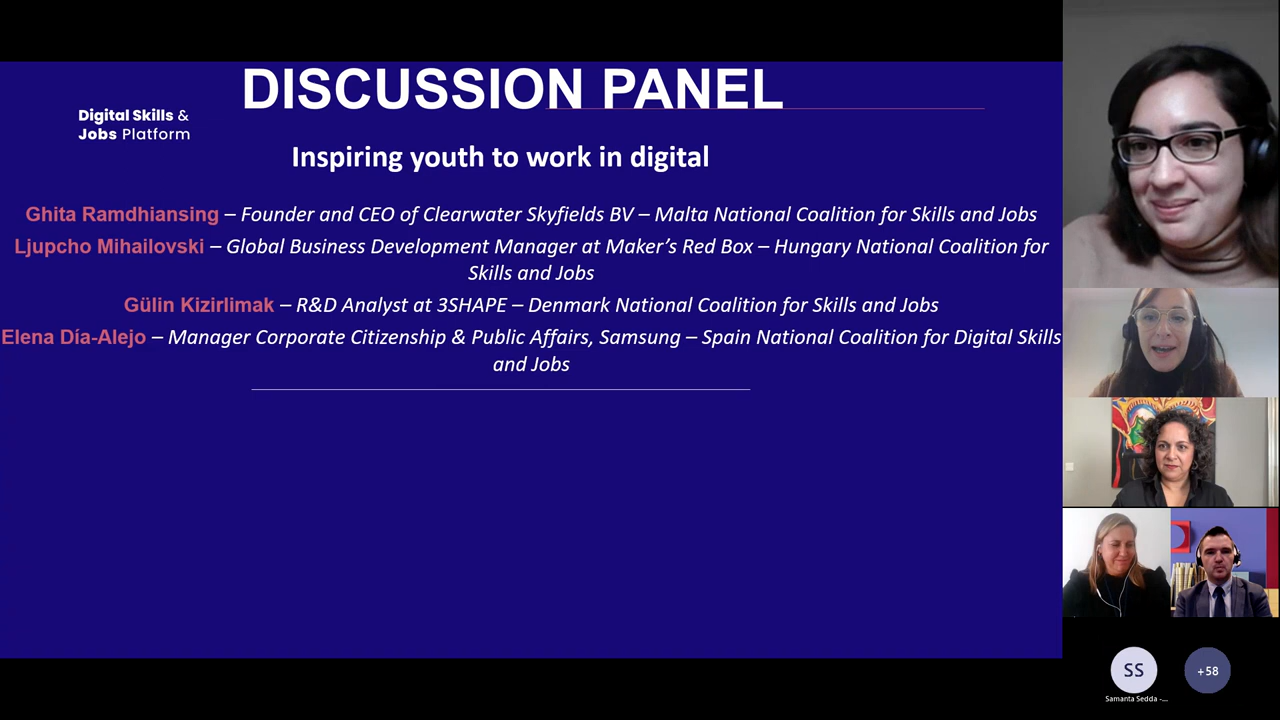 DISCUSSION PANEL
Digital Skills &
Jobs Platform
Inspiring youth to work in digital
Ghita Ramdhiansing – Founder and CEO of Clearwater Skyfields BV – Malta National Coalition for Skills and Jobs
Ljupcho Mihailovski – Global Business Development Manager at Maker's Red Box – Hungary National Coalition for
Skills and Jobs
Gülin Kizirlimak – R&D Analyst at 3SHAPE – Denmark National Coalition for Skills and Jobs
Elena Día-Alejo – Manager Corporate Citizenship & Public Affairs, Samsung – Spain National Coalition for Digital Skills
and Jobs
SS
+58
Samanta Sedda -...